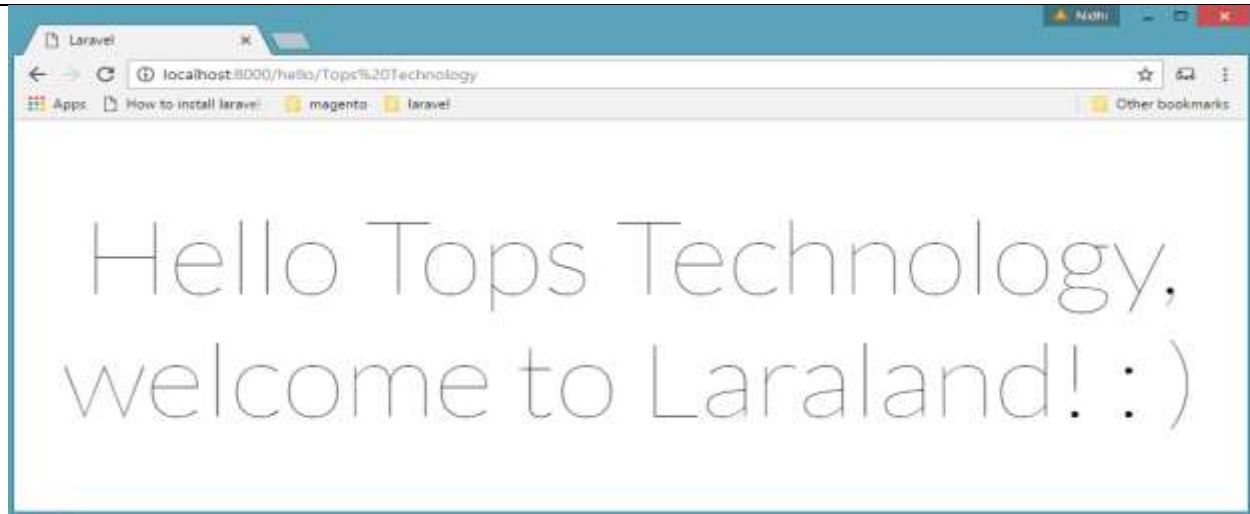 Nidhi
Laravel
localhost:8000/hello/Tops%20Technology
Apps How to install laravel magento laravel Other bookmarks
Hello Tops Technology,
welcome to Laraland! :)